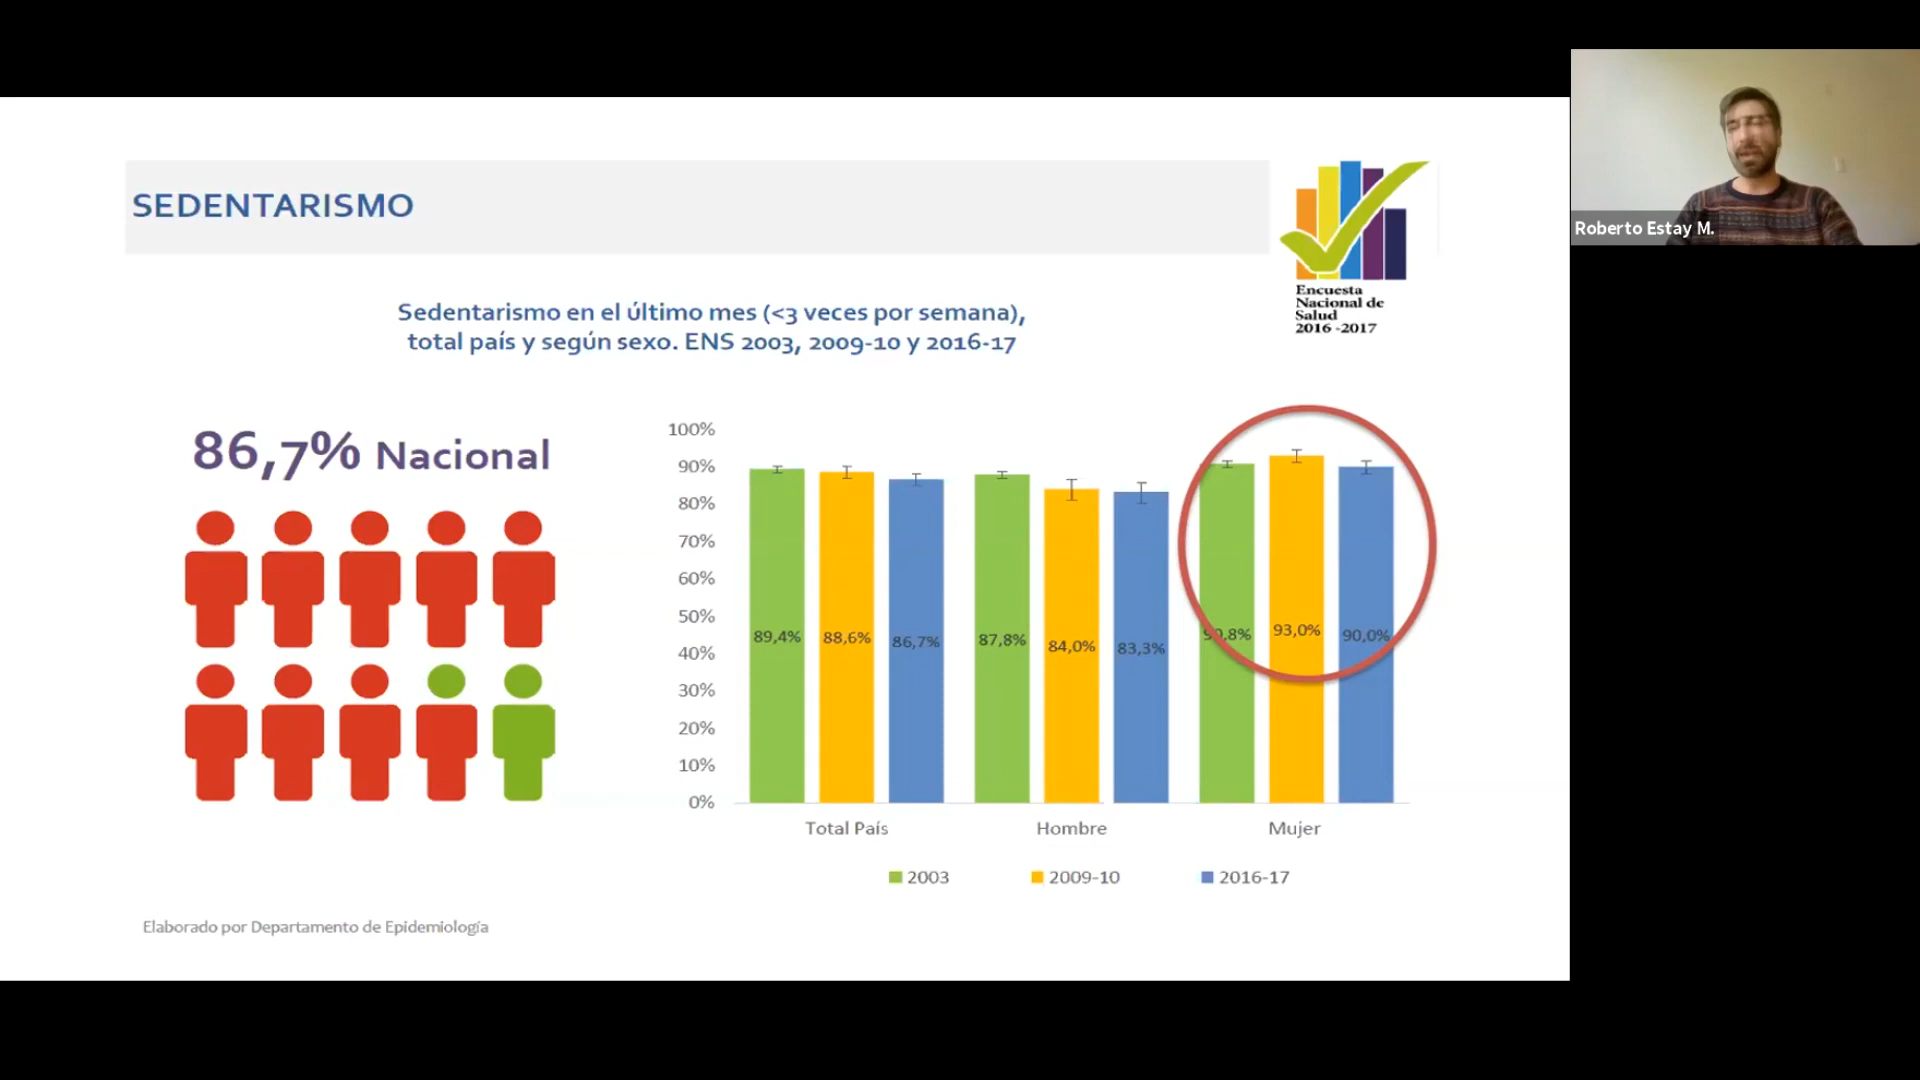 SEDENTARISMO
Encuesta
Nacional de
Salud
2016 -2017
Roberto Estay M.
Sedentarismo en el último mes (<3 veces por semana),
total país y según sexo. ENS 2003, 2009-10 y 2016-17
86,7% Nacional
100%
90%
80%
70%
60%
50%
40%
30%
20%
10%
0%
89,4% 88,6% 86,7% 87,8% 84,0% 83,3% 90,8% 93,0% 90,0%
Total País Hombre Mujer
2003 2009-10 2016-17
Elaborado por Departamento de Epidemiología